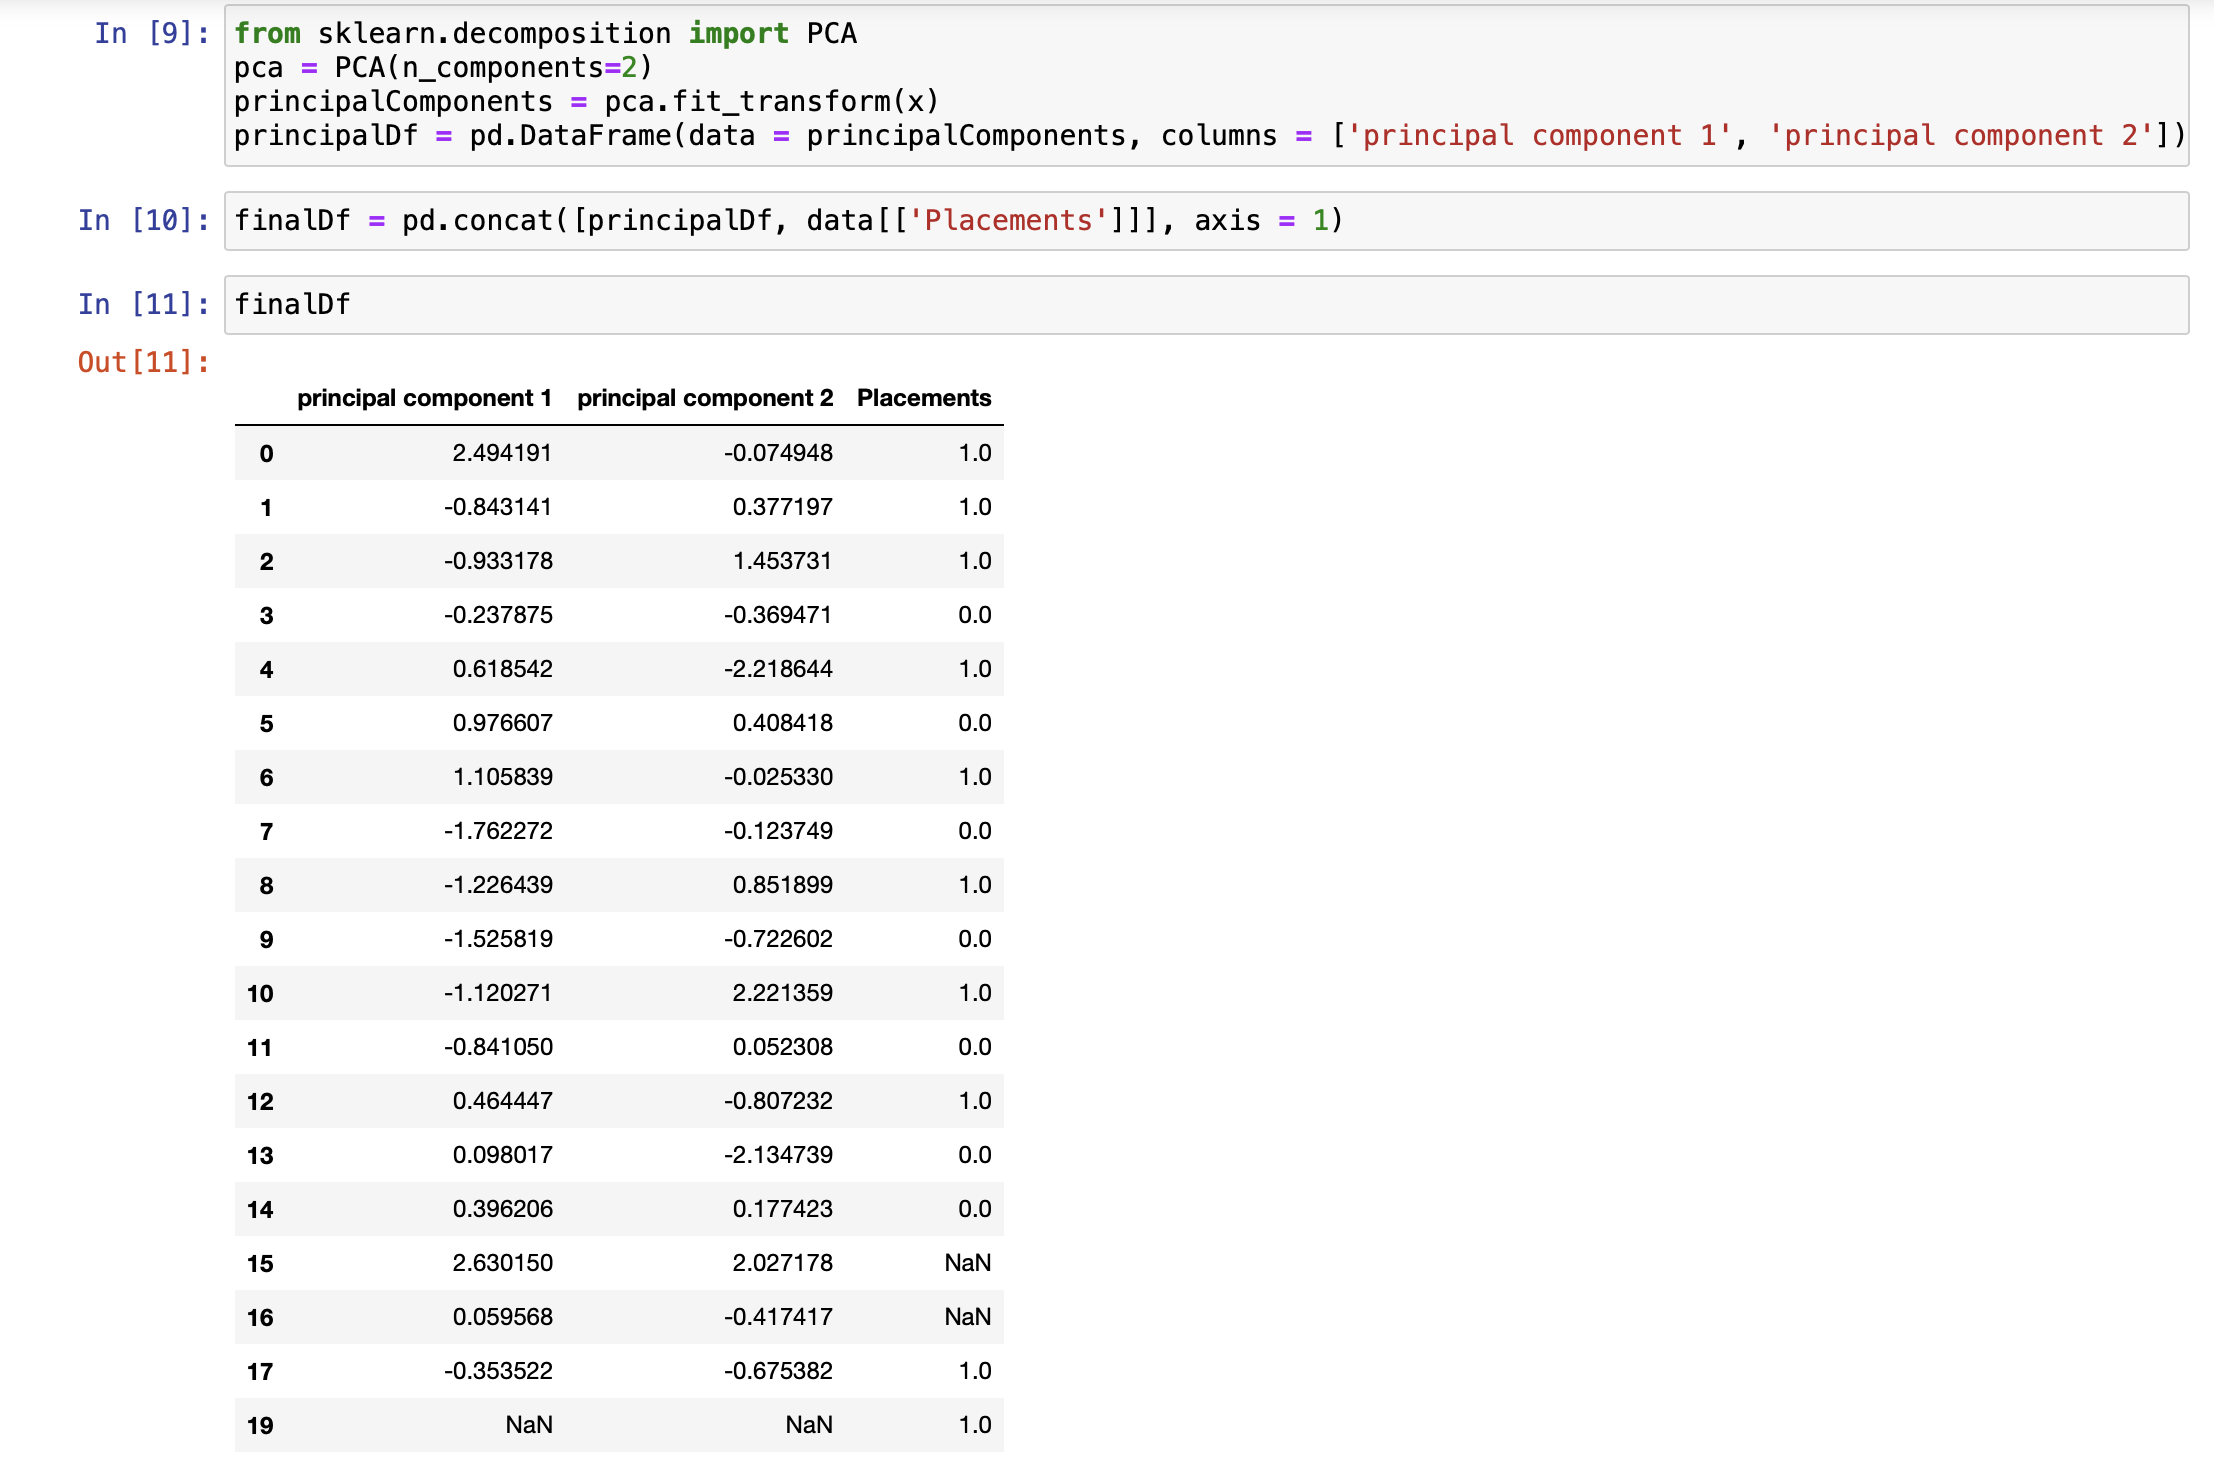 In [9]: from sklearn.decomposition import PCA
pca = PCA(n_components=2)
principalComponents = pca.fit_transform(x)
principalDf = pd.DataFrame(data = principalComponents, columns = ['principal component 1', 'principal component 2'])
In [10]: finalDf = pd.concat([principalDf, data[['Placements']]], axis = 1)
In [11]: finalDf
Out[11]:
principal component 1 principal component 2 Placements
0 2.494191 -0.074948 1.0
1 -0.843141 0.377197 1.0
2 -0.933178 1.453731 1.0
3 -0.237875 -0.369471 0.0
4 0.618542 -2.218644 1.0
5 0.976607 0.408418 0.0
6 1.105839 -0.025330 1.0
7 -1.762272 -0.123749 0.0
8 -1.226439 0.851899 1.0
9 -1.525819 -0.722602 0.0
10 -1.120271 2.221359 1.0
11 -0.841050 0.052308 0.0
12 0.464447 -0.807232 1.0
13 0.098017 -2.134739 0.0
14 0.396206 0.177423 0.0
15 2.630150 2.027178 NaN
16 0.059568 -0.417417 NaN
17 -0.353522 -0.675382 1.0
19 NaN NaN 1.0